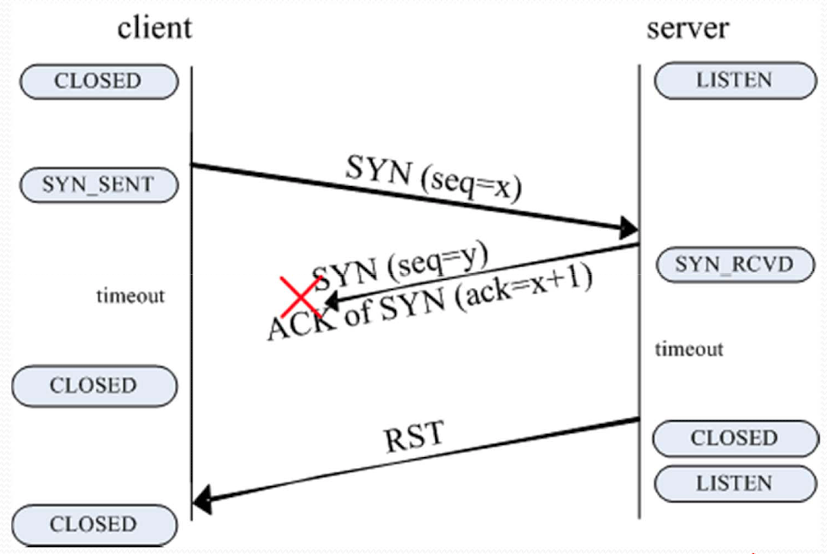 client
server
CLOSED
LISTEN
SYN (seq=x)
SYN_SENT
SYN (seq=y)
ACK of SYN (ack=x+1)
SYN_RCVD
timeout
timeout
CLOSED
RST
CLOSED
LISTEN
CLOSED